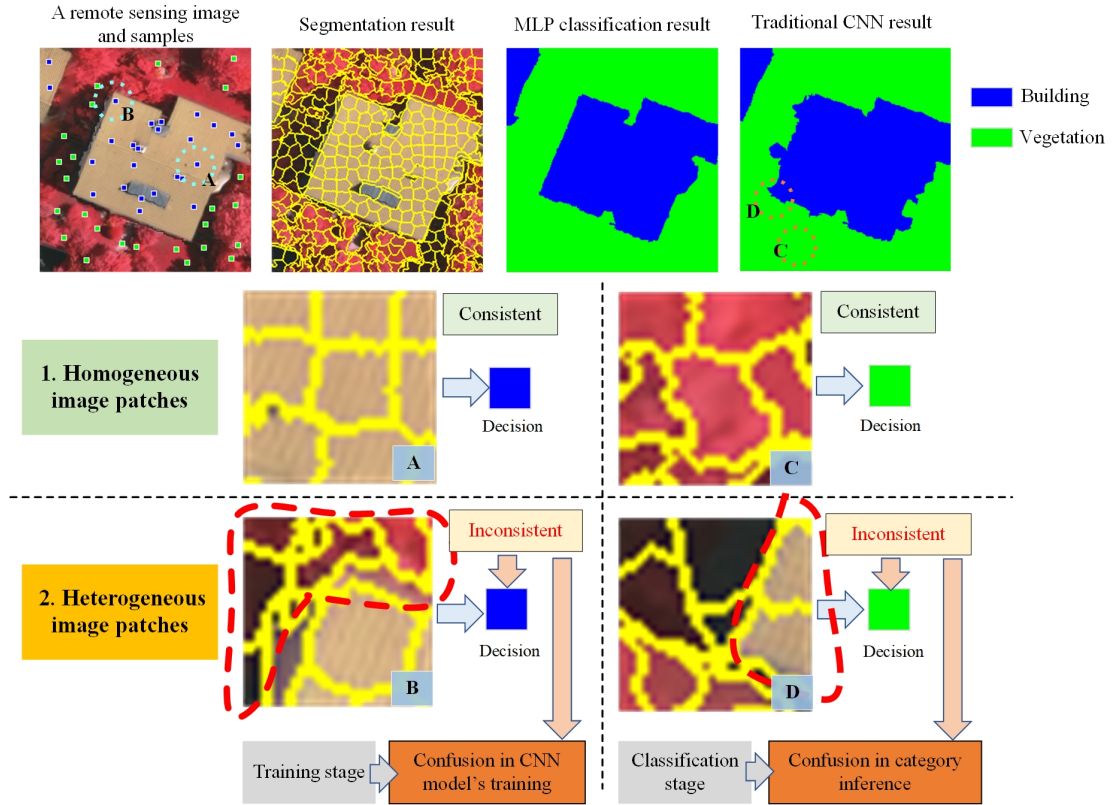 A remote sensing image
and samples
Segmentation result
MLP classification result
Traditional CNN result
B
A
D
C
Building
Vegetation
1. Homogeneous
image patches
A
Consistent
Decision
C
Consistent
Decision
2. Heterogeneous
image patches
B
Inconsistent
Decision
D
Inconsistent
Decision
Training stage
Confusion in CNN
model’s training
Classification
stage
Confusion in category
inference